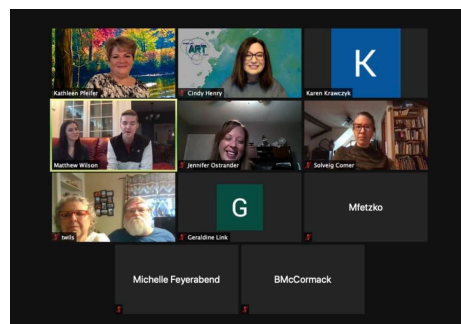 Kathleen Pfeifer
ART
Cindy Henry
K
Karen Krawczyk
Matthew Wilson
Jennifer Ostrander
Solveig Comer
twils
G
Geraldine Link
Mfetzko
Michelle Feyerabend
BMcCormack